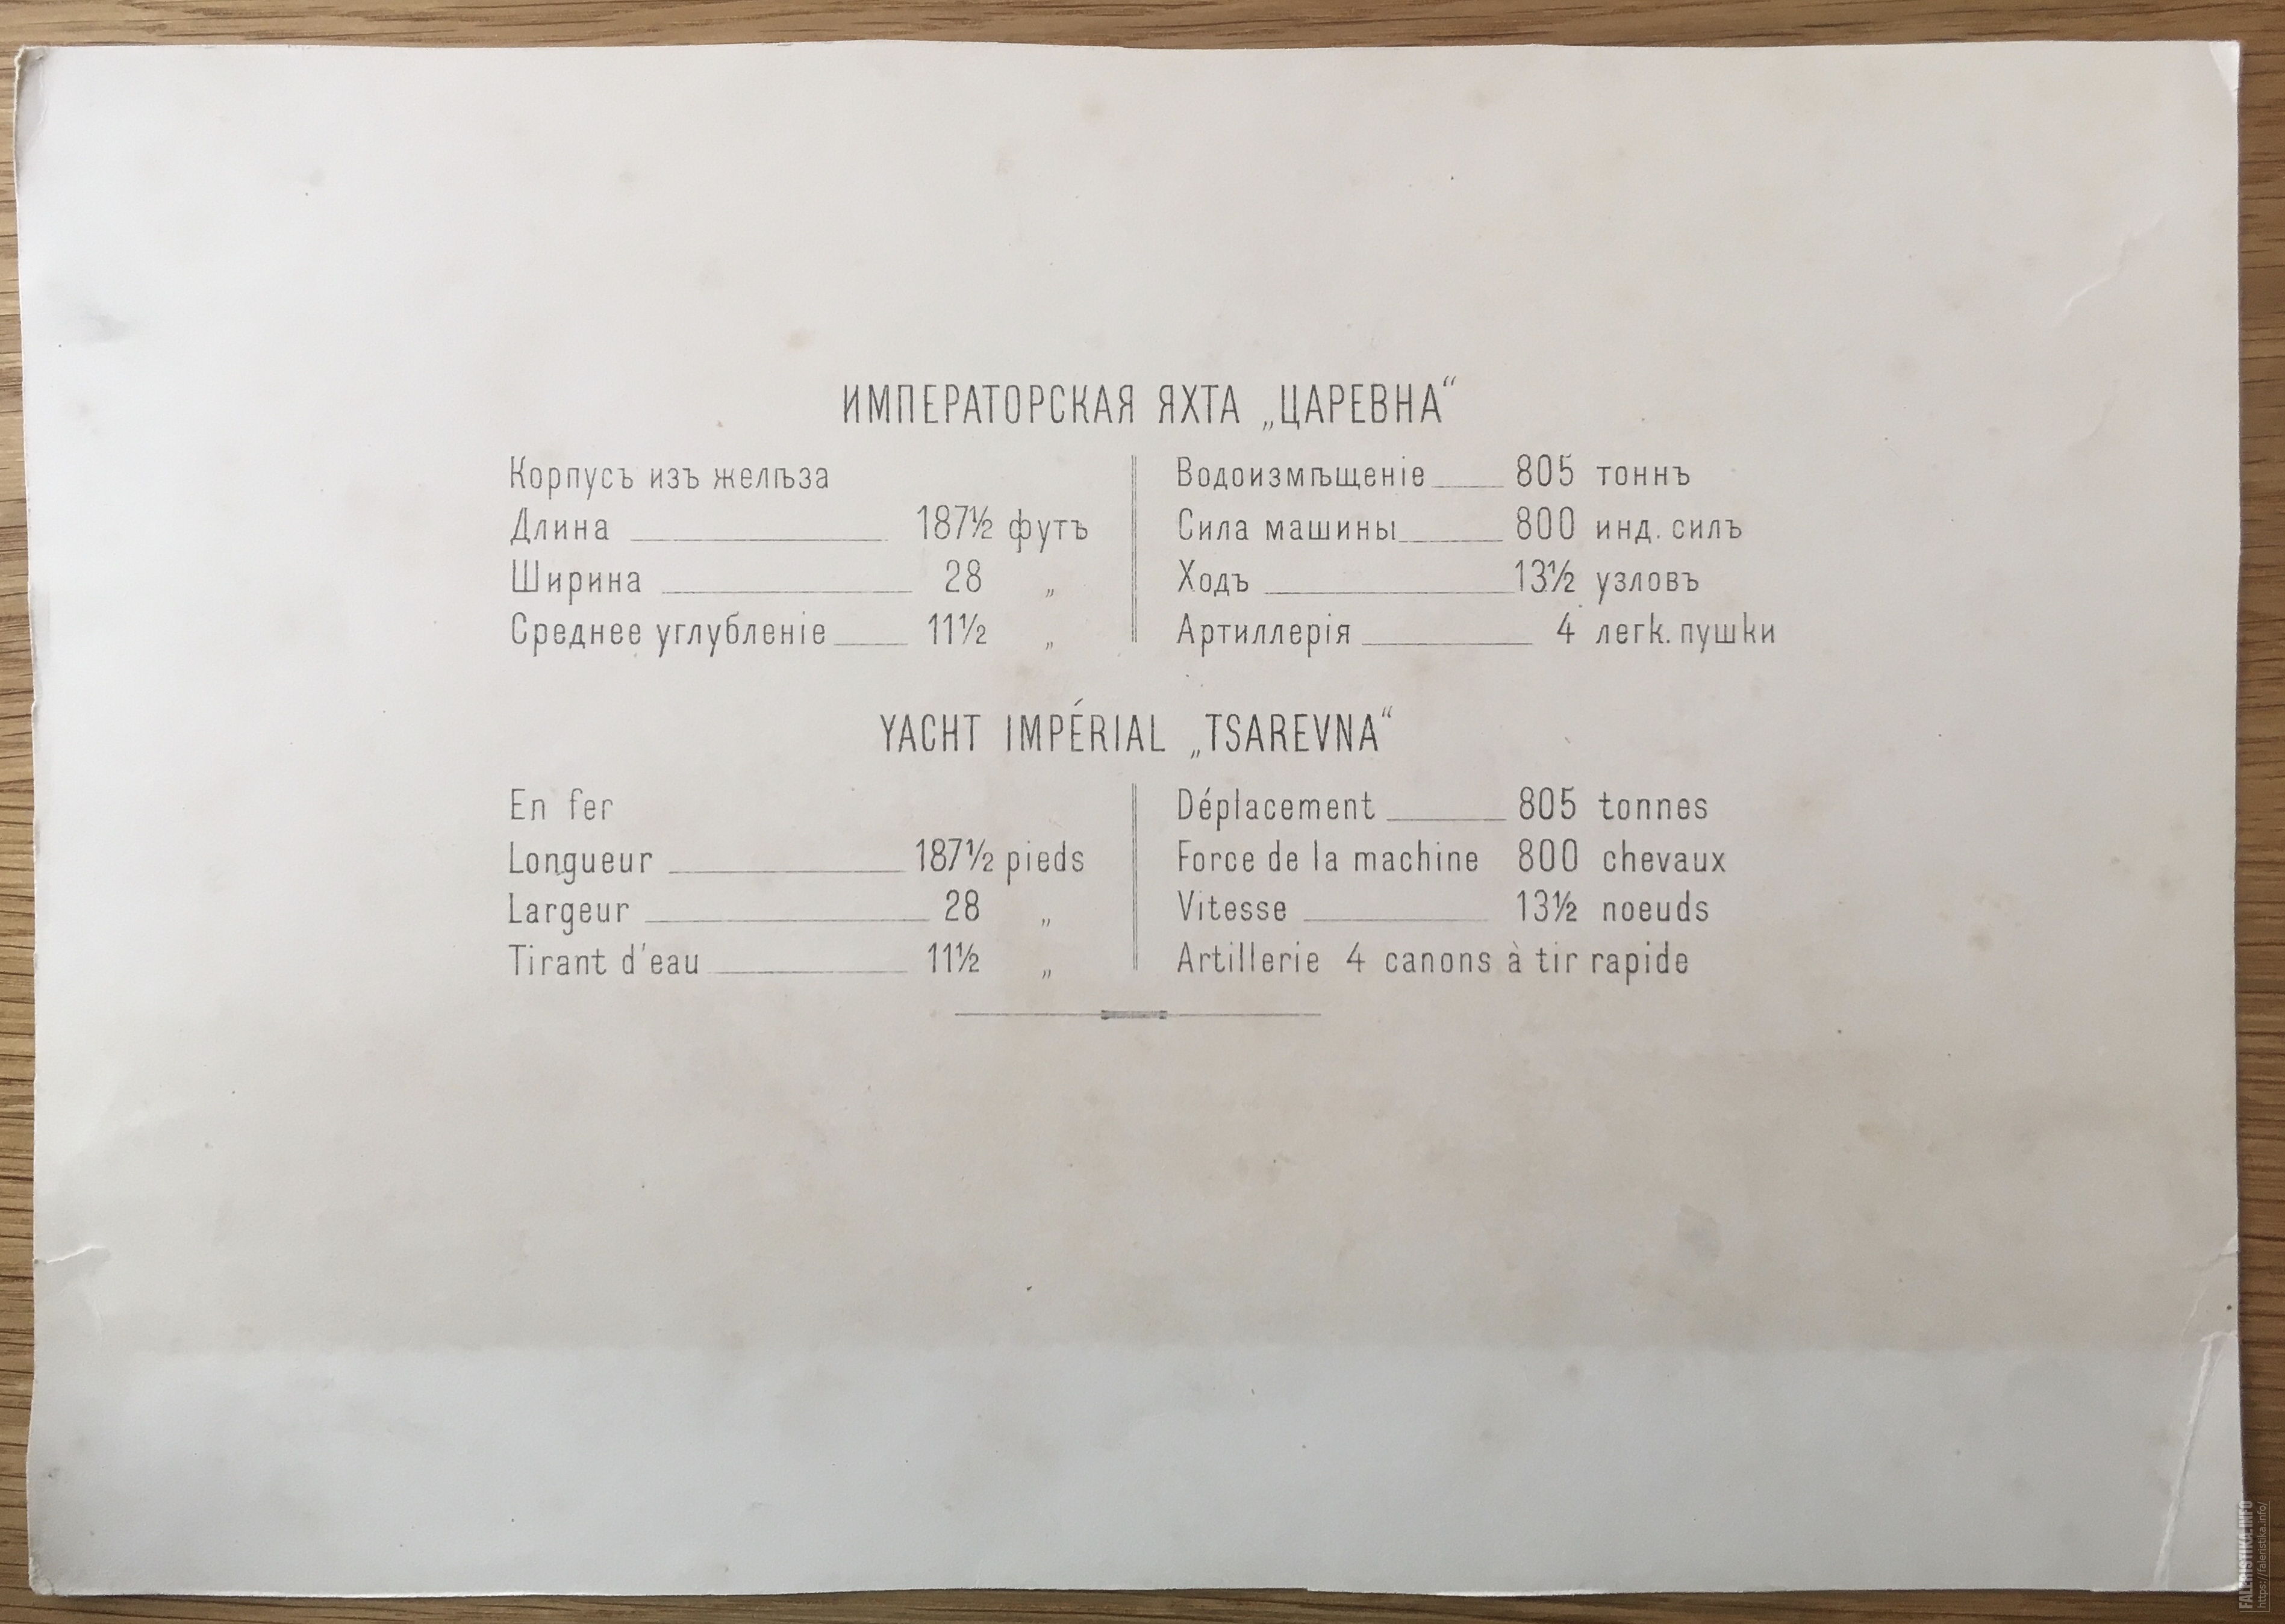 ИМПЕРАТОРСКАЯ ЯХТА „ЦАРЕВНА“
Корпусъ изъ желѣза
Длина 187½ футъ
Ширина 28 „
Среднее углубленіе 11½ „
Водоизмѣщеніе 805 тоннъ
Сила машины 800 инд. силъ
Ходъ 13½ узловъ
Артиллерія 4 легк. пушки
YACHT IMPÉRIAL „TSAREVNA“
En fer
Longueur 187½ pieds
Largeur 28 „
Tirant d'eau 11½ „
Déplacement 805 tonnes
Force de la machine 800 chevaux
Vitesse 13½ noeuds
Artillerie 4 canons à tir rapide
FALERISTIKA.INFO
https://faleristika.info/